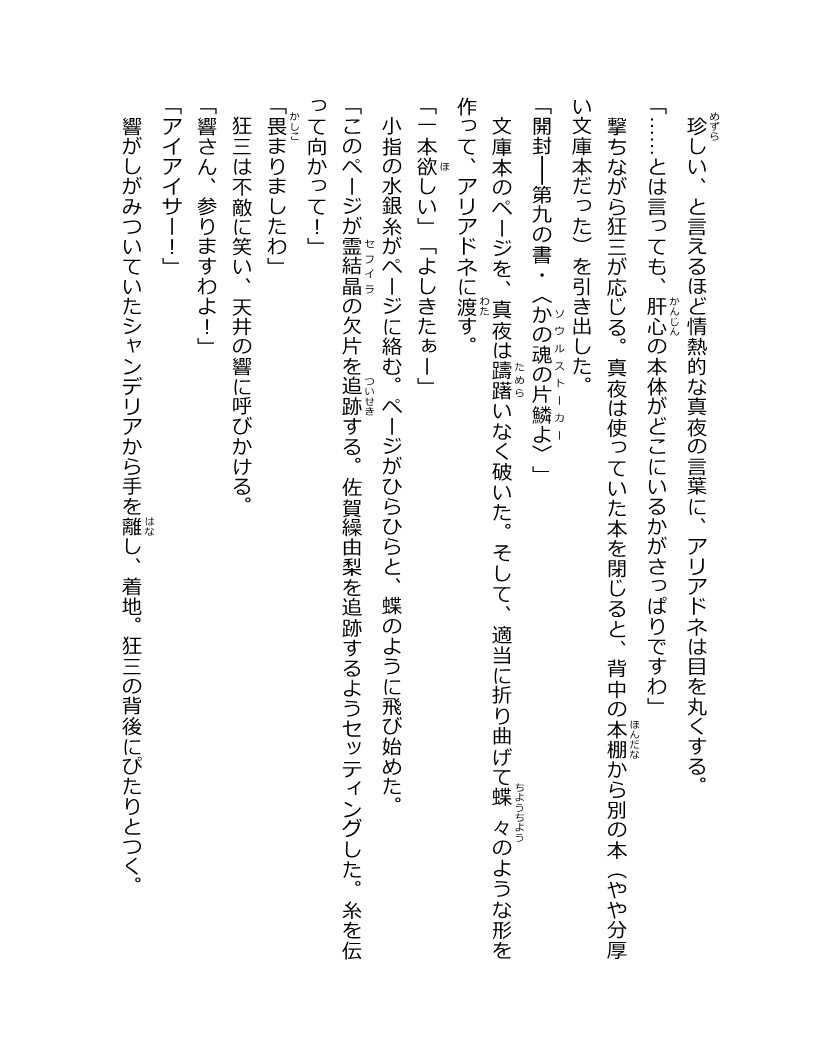 珍しい、と言えるほど情熱的な真夜の言葉に、アリアドネは目を丸くする。
「……とは言っても、肝心の本体がどこにいるかがさっぱりですわ」
撃ちながら狂三が応じる。真夜は使っていた本を閉じると、背中の本棚から別の本（やや分厚
い文庫本だった）を引き出した。
「開封━第九の書・〈かの魂の片鱗よ〉」
文庫本のページを、真夜は躊躇いなく破いた。そして、適当に折り曲げて蝶々のような形を
作って、アリアドネに渡す。
「一本欲しい」「よしきたぁー」
小指の水銀糸がページに絡む。ページがひらひらと、蝶のように飛び始めた。
「このページが霊結晶の欠片を追跡する。佐賀繰由梨を追跡するようセッティングした。糸を伝
って向かって！」
「畏まりましたわ」
狂三は不敵に笑い、天井の響に呼びかける。
「響さん、参りますわよ！」
「アイアイサー！」
響がしがみついていたシャンデリアから手を離し、着地。狂三の背後にぴたりとつく。